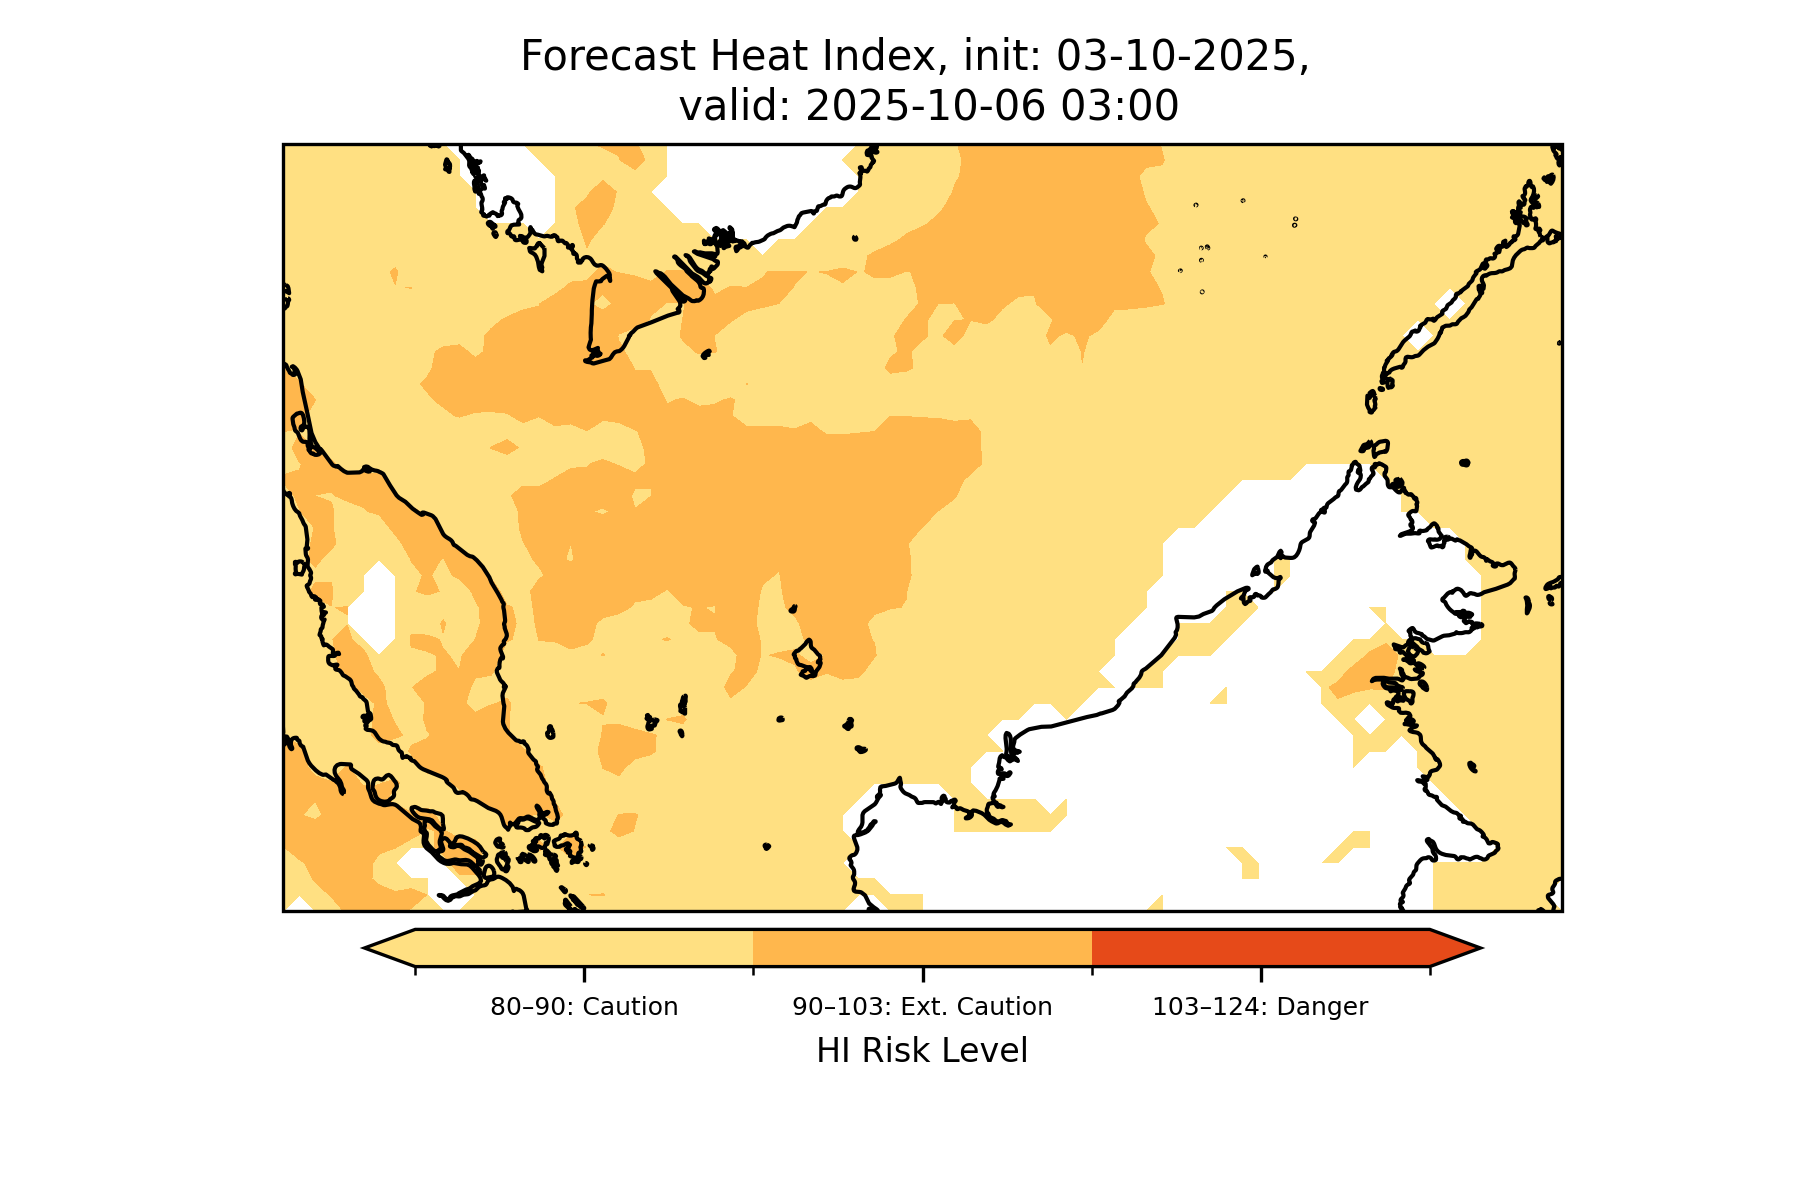 Forecast Heat Index, init: 03-10-2025,
valid: 2025-10-06 03:00
80–90: Caution
90–103: Ext. Caution
103–124: Danger
HI Risk Level